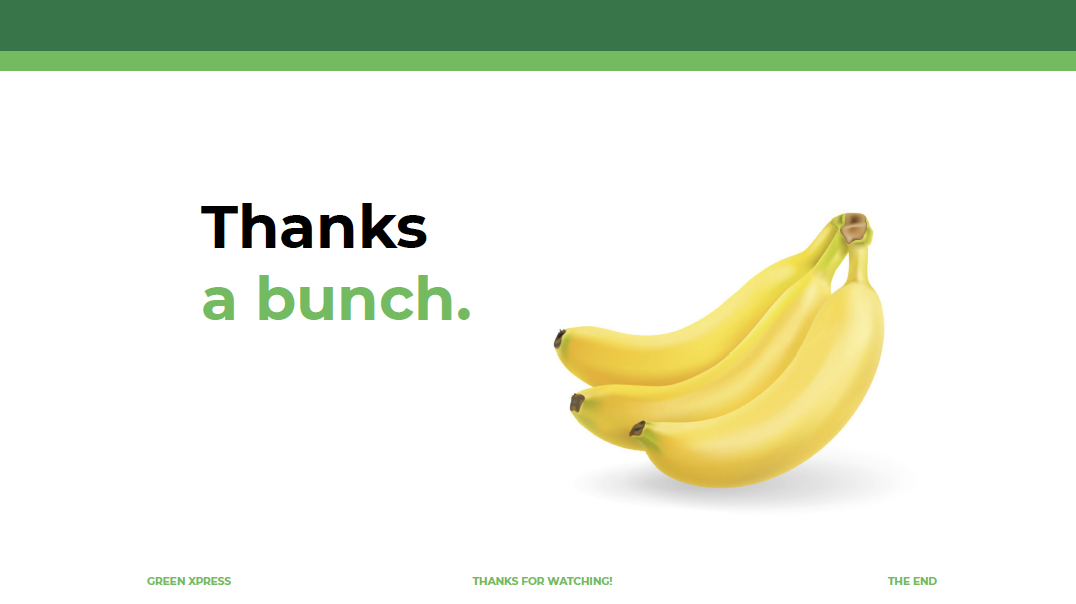 Thanks
a bunch.
GREEN XPRESS
THANKS FOR WATCHING!
THE END